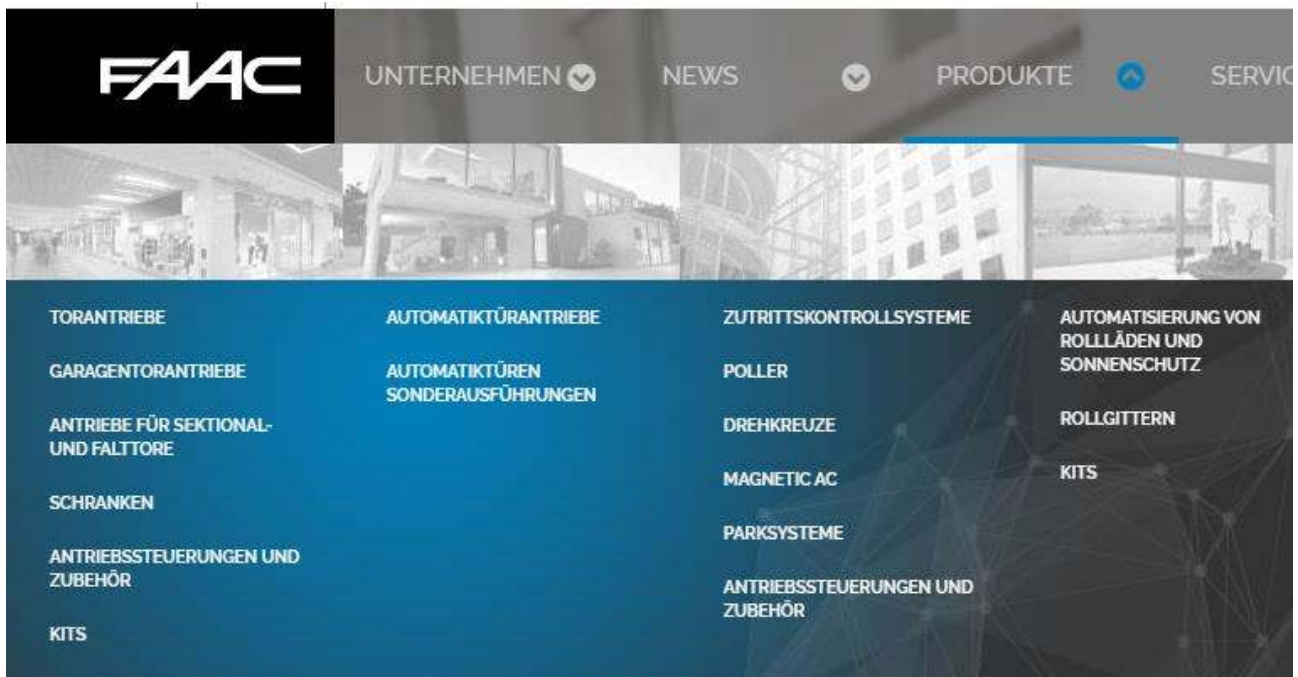 FAAC
UNTERNEHMEN
NEWS
PRODUKTE
SERVIC
TORANTRIEBE
GARAGENTORANTRIEBE
ANTRIEBE FÜR SEKTIONAL-
UND FALTTORE
SCHRANKEN
ANTRIEBSSTEUERUNGEN UND
ZUBEHÖR
KITS
AUTOMATIKTÜRANTRIEBE
AUTOMATIKTÜREN
SONDERAUSFÜHRUNGEN
ZUTRITTSKONTROLLSYSTEME
POLLER
DREHKREUZE
MAGNETIC AC
PARKSYSTEME
ANTRIEBSSTEUERUNGEN UND
ZUBEHÖR
AUTOMATISIERUNG VON
ROLLLÄDEN UND
SONNENSCHUTZ
ROLLGITTERN
KITS